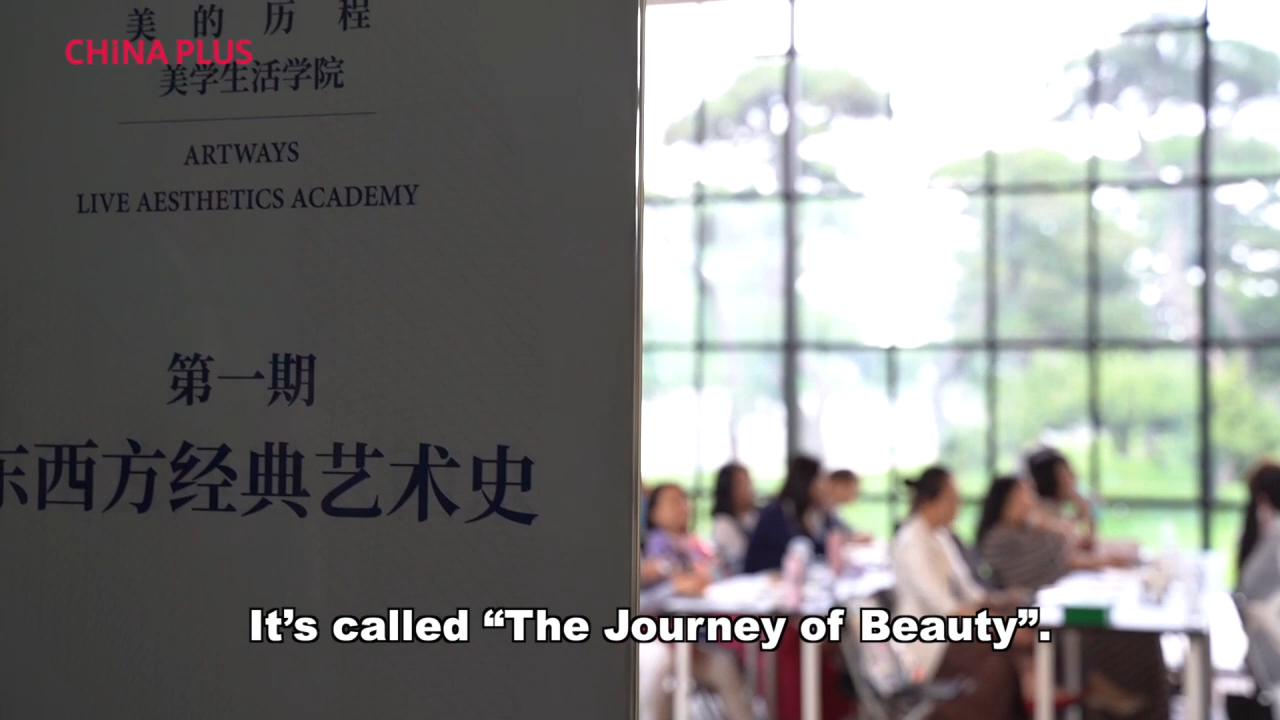 美的历程
CHINA PLUS
美学生活学院
ARTWAYS
LIVE AESTHETICS ACADEMY
第一期
东西方经典艺术史
It's called “The Journey of Beauty”.